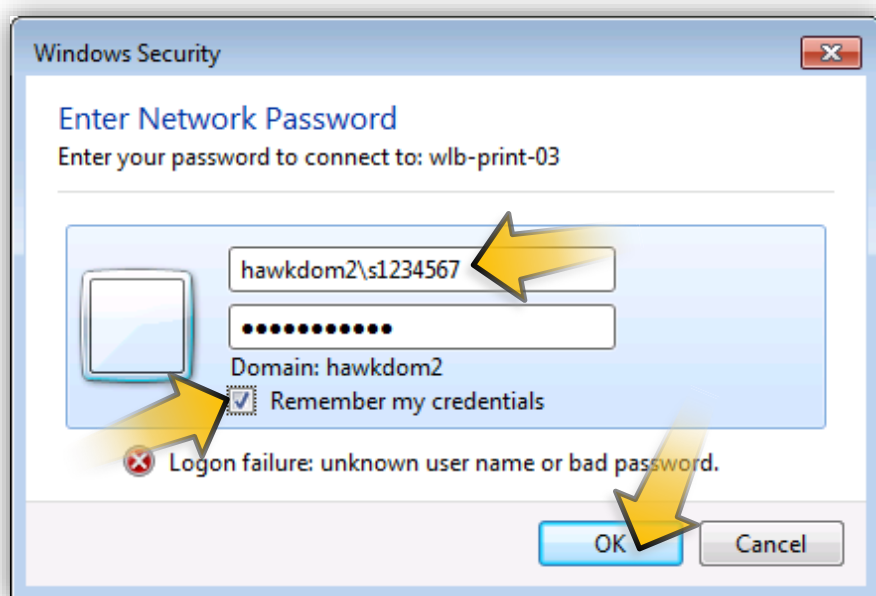 Windows Security
Enter Network Password
Enter your password to connect to: wlb-print-03
hawkdom2\s1234567
●●●●●●●●●●●
Domain: hawkdom2
Remember my credentials
Logon failure: unknown user name or bad password.
OK
Cancel